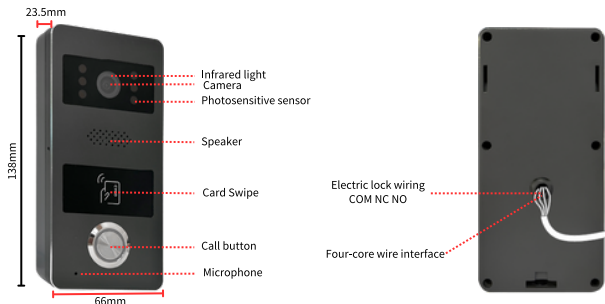 23.5mm
138mm
Infrared light
Camera
Photosensitive sensor
Speaker
Card Swipe
Call button
Microphone
66mm
Electric lock wiring
COM NC NO
Four-core wire interface